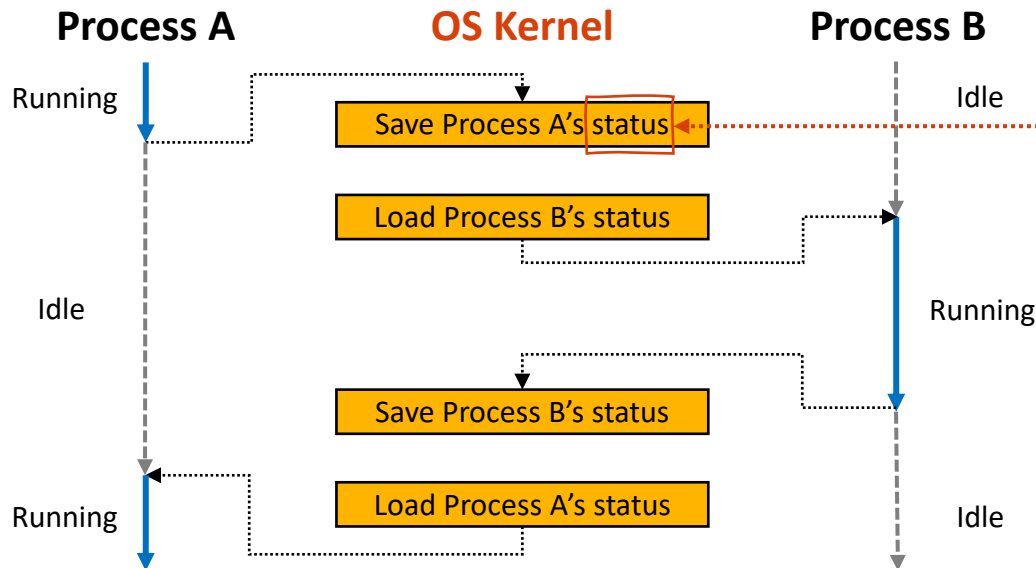 Process A
OS Kernel
Process B
Running
Save Process A's status
Idle
Load Process B's status
Idle
Running
Save Process B's status
Running
Load Process A's status
Idle